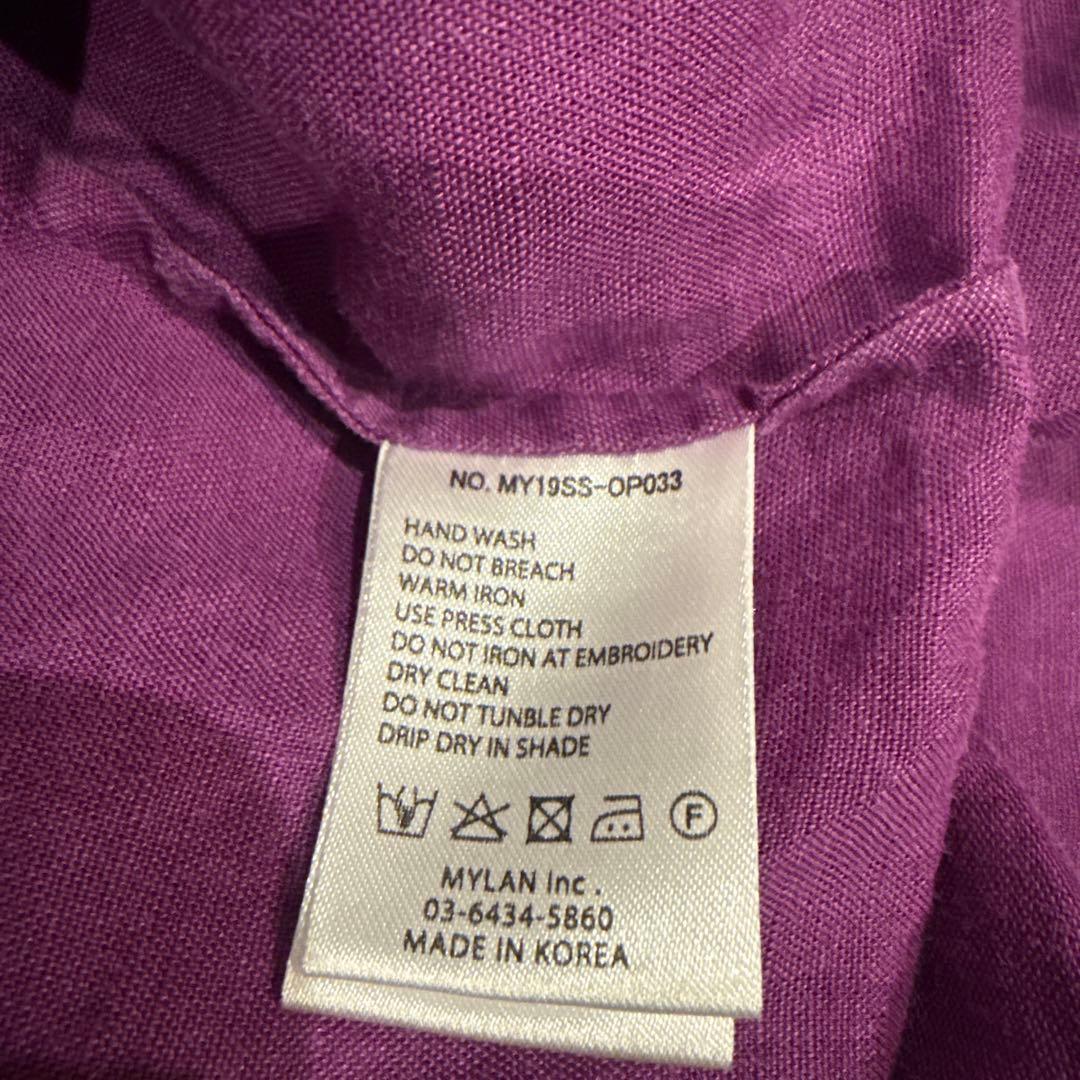 NO. MY19SS-OP033
HAND WASH
DO NOT BREACH
WARM IRON
USE PRESS CLOTH
DO NOT IRON AT EMBROIDERY
DRY CLEAN
DO NOT TUNBLE DRY
DRIP DRY IN SHADE
F
MYLAN Inc.
03-6434-5860
MADE IN KOREA